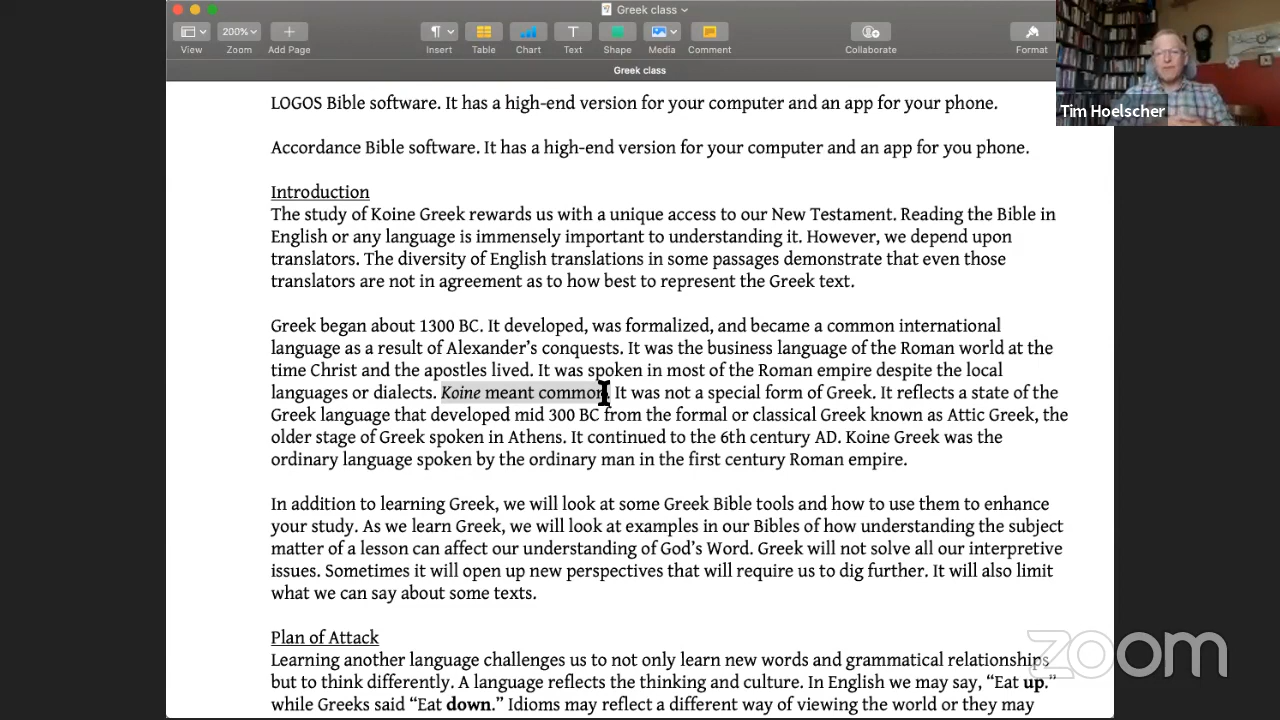 Greek class
View
200%
Zoom
Add Page
Insert
Table
Chart
Text
Shape
Media
Comment
Collaborate
Format
Greek class
Tim Hoelscher
LOGOS Bible software. It has a high-end version for your computer and an app for your phone.
Accordance Bible software. It has a high-end version for your computer and an app for you phone.
Introduction
The study of Koine Greek rewards us with a unique access to our New Testament. Reading the Bible in
English or any language is immensely important to understanding it. However, we depend upon
translators. The diversity of English translations in some passages demonstrate that even those
translators are not in agreement as to how best to represent the Greek text.
Greek began about 1300 BC. It developed, was formalized, and became a common international
language as a result of Alexander’s conquests. It was the business language of the Roman world at the
time Christ and the apostles lived. It was spoken in most of the Roman empire despite the local
languages or dialects. Koine meant common. It was not a special form of Greek. It reflects a state of the
Greek language that developed mid 300 BC from the formal or classical Greek known as Attic Greek, the
older stage of Greek spoken in Athens. It continued to the 6th century AD. Koine Greek was the
ordinary language spoken by the ordinary man in the first century Roman empire.
In addition to learning Greek, we will look at some Greek Bible tools and how to use them to enhance
your study. As we learn Greek, we will look at examples in our Bibles of how understanding the subject
matter of a lesson can affect our understanding of God’s Word. Greek will not solve all our interpretive
issues. Sometimes it will open up new perspectives that will require us to dig further. It will also limit
what we can say about some texts.
Plan of Attack
Learning another language challenges us to not only learn new words and grammatical relationships
but to think differently. A language reflects the thinking and culture. In English we may say, “Eat up.”
while Greeks said “Eat down.” Idioms may reflect a different way of viewing the world or they may
zoom